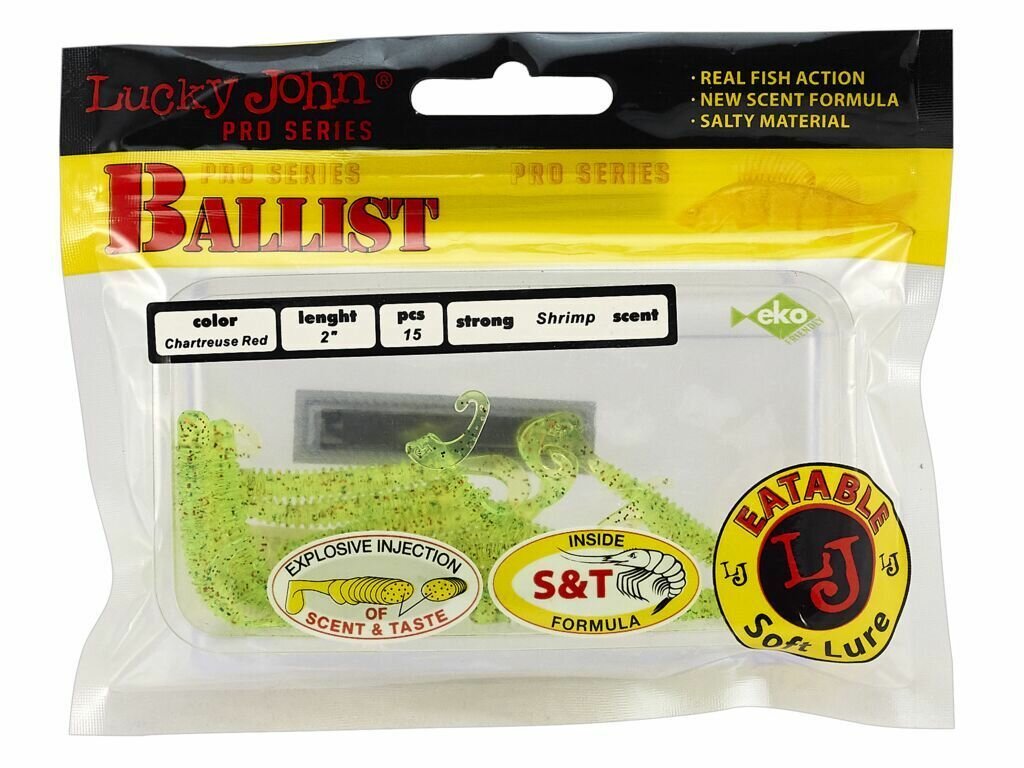 Lucky John®
PRO SERIES
· REAL FISH ACTION
· NEW SCENT FORMULA
· SALTY MATERIAL
PRO SERIES
PRO SERIES
BALLIST
color
Chartreuse Red
lenght
2"
pcs
15
strong Shrimp scent
eko
FRIENDLY
EXPLOSIVE INJECTION
OF
SCENT & TASTE
INSIDE
S&T
FORMULA
EATABLE
LJ
LJ
LJ
Soft Lure